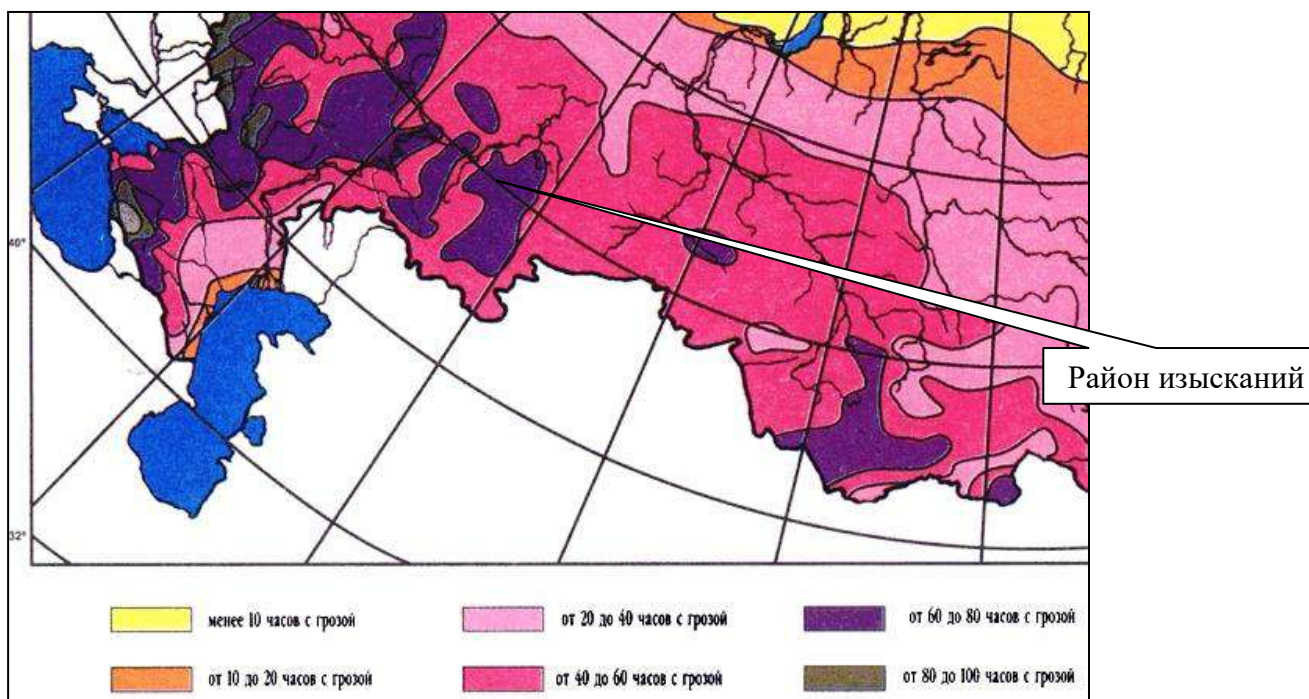 40°
Район изысканий
32°
менее 10 часов с грозой
от 20 до 40 часов с грозой
от 60 до 80 часов с грозой
от 10 до 20 часов с грозой
от 40 до 60 часов с грозой
от 80 до 100 часов с грозой